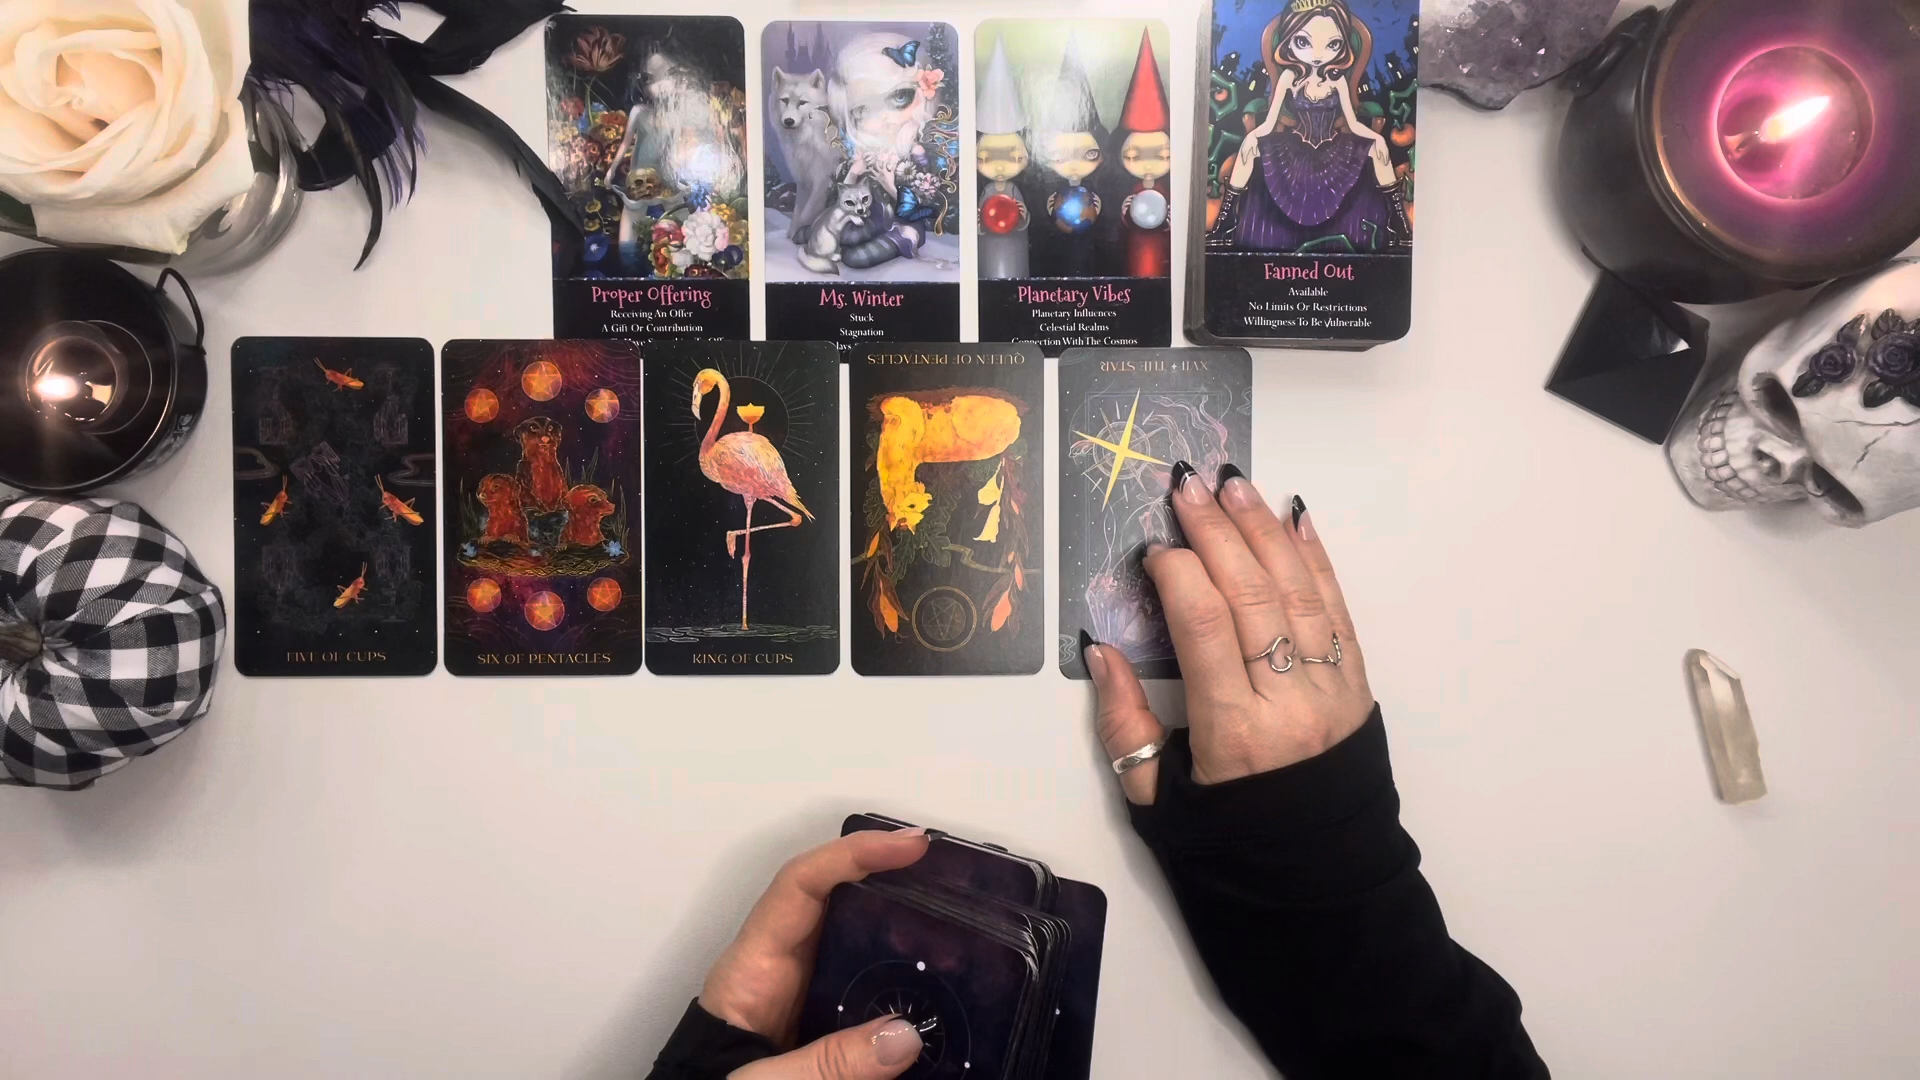 Proper Offering
Receiving An Offer
A Gift Or Contribution
Ms. Winter
Stuck
Stagnation
Planetary Vibes
Planetary Influences
Celestial Realms
Connection With The Cosmos
Fanned Out
Available
No Limits Or Restrictions
Willingness To Be Vulnerable
FIVE OF CUPS
SIX OF PENTACLES
KING OF CUPS
QUEEN OF PENTACLES
XVII ✦ THE STAR